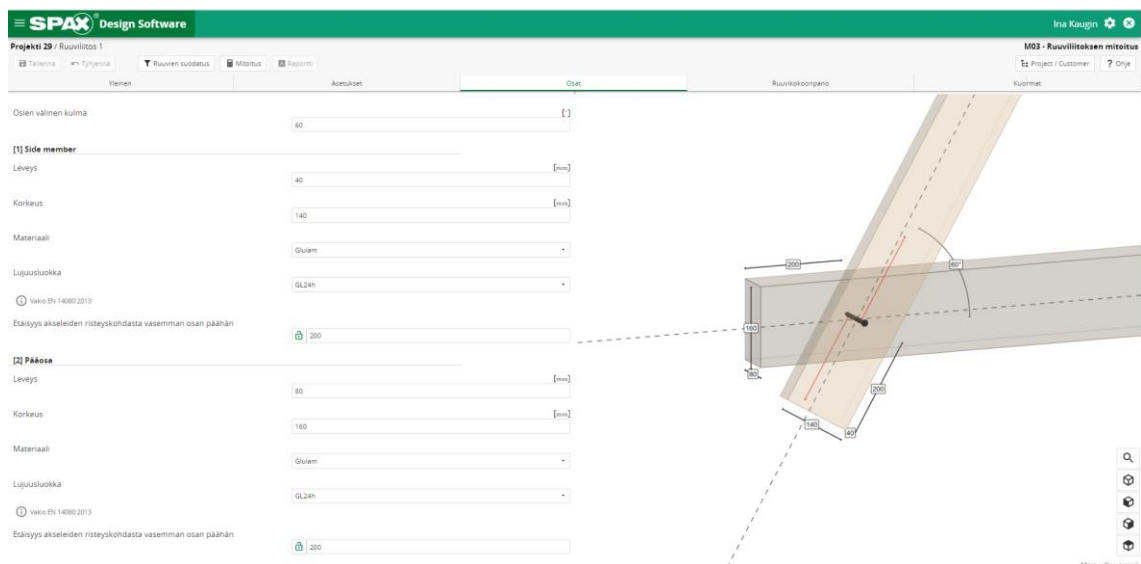 SPAX Design Software
Ina Kaugin
Projekti 29 / Ruuviliitos 1
M03 - Ruuviliitoksen mitoitus
Tallenna Tyhjennä Ruuvien suodatus Mitoitus Raportti
Project / Customer ? Ohje
Yleinen Asetukset Osat Ruuvikokoonpano Kuormat
Osien välinen kulma [°]
60
[1] Side member
Leveys [mm]
40
Korkeus [mm]
140
Materiaali
Glulam
Lujuusluokka
GL24h
Vakio EN 14080:2013
Etäisyys akseleiden risteyskohdasta vasemman osan päähän
200
[2] Pääosa
Leveys [mm]
80
Korkeus [mm]
160
Materiaali
Glulam
Lujuusluokka
GL24h
Vakio EN 14080:2013
Etäisyys akseleiden risteyskohdasta vasemman osan päähän
200
200
60°
160
80
200
140
40